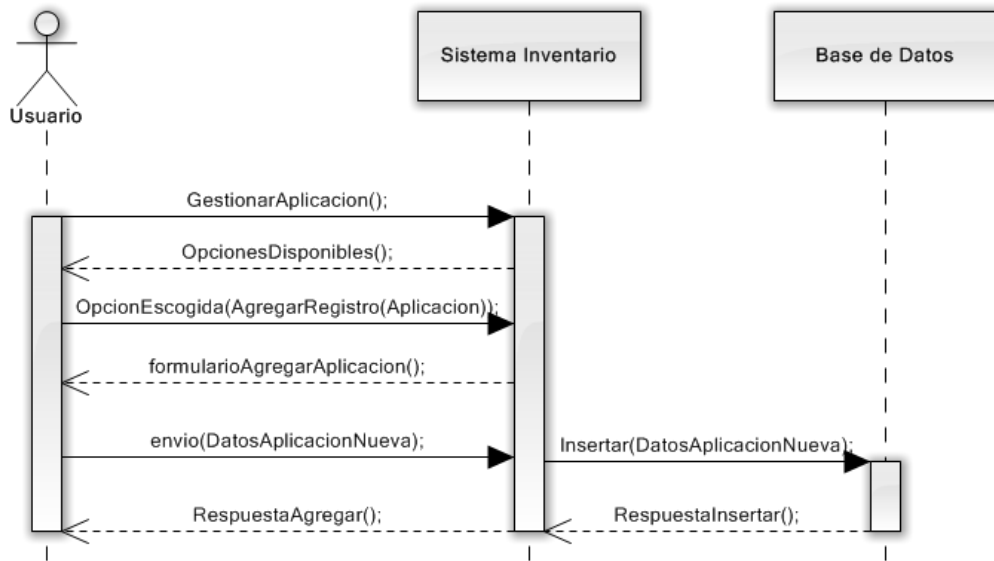 Sistema Inventario
Base de Datos
Usuario
GestionarAplicacion();
OpcionesDisponibles();
OpcionEscogida(AgregarRegistro(Aplicacion));
formularioAgregarAplicacion();
envio(DatosAplicacionNueva);
Insertar(DatosAplicacionNueva);
RespuestaAgregar();
RespuestaInsertar();